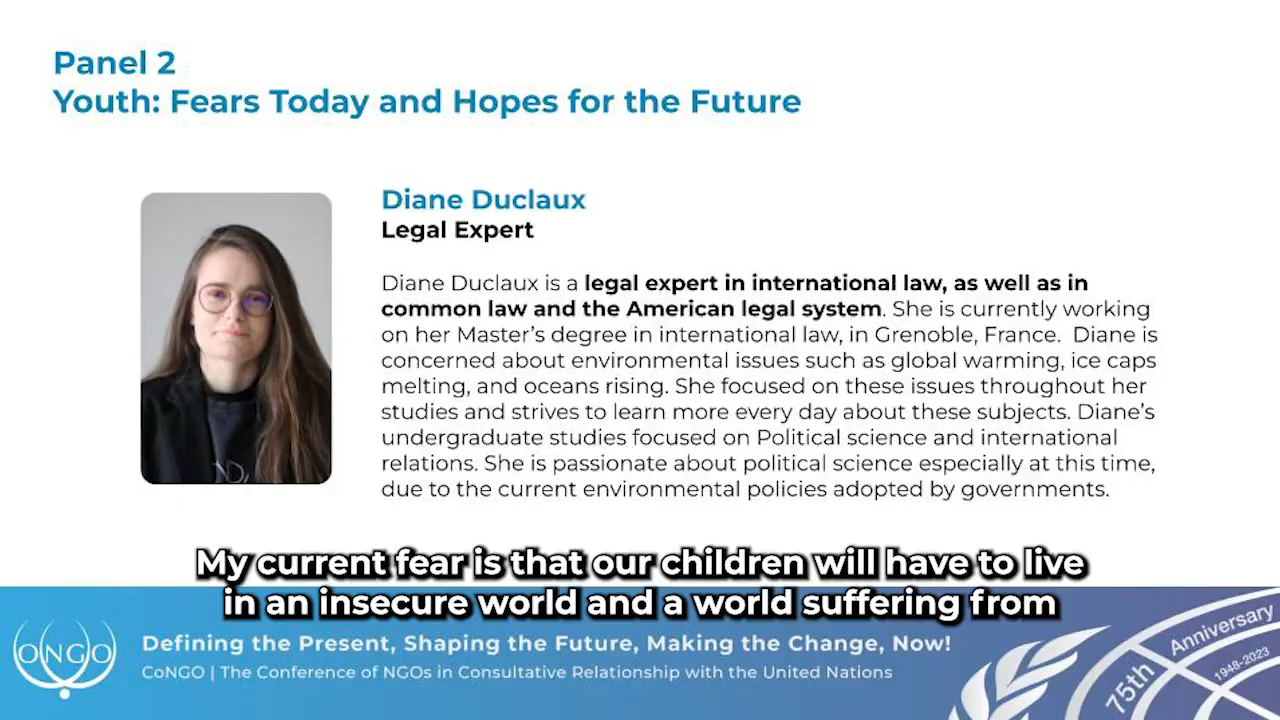 Panel 2
Youth: Fears Today and Hopes for the Future
Diane Duclaux
Legal Expert
Diane Duclaux is a legal expert in international law, as well as in
common law and the American legal system. She is currently working
on her Master’s degree in international law, in Grenoble, France.  Diane is
concerned about environmental issues such as global warming, ice caps
melting, and oceans rising. She focused on these issues throughout her
studies and strives to learn more every day about these subjects. Diane’s
undergraduate studies focused on Political science and international
relations. She is passionate about political science especially at this time,
due to the current environmental policies adopted by governments.
My current fear is that our children will have to live
in an insecure world and a world suffering from
CONGO
Defining the Present, Shaping the Future, Making the Change, Now!
CoNGO | The Conference of NGOs in Consultative Relationship with the United Nations
75th Anniversary
1948-2023